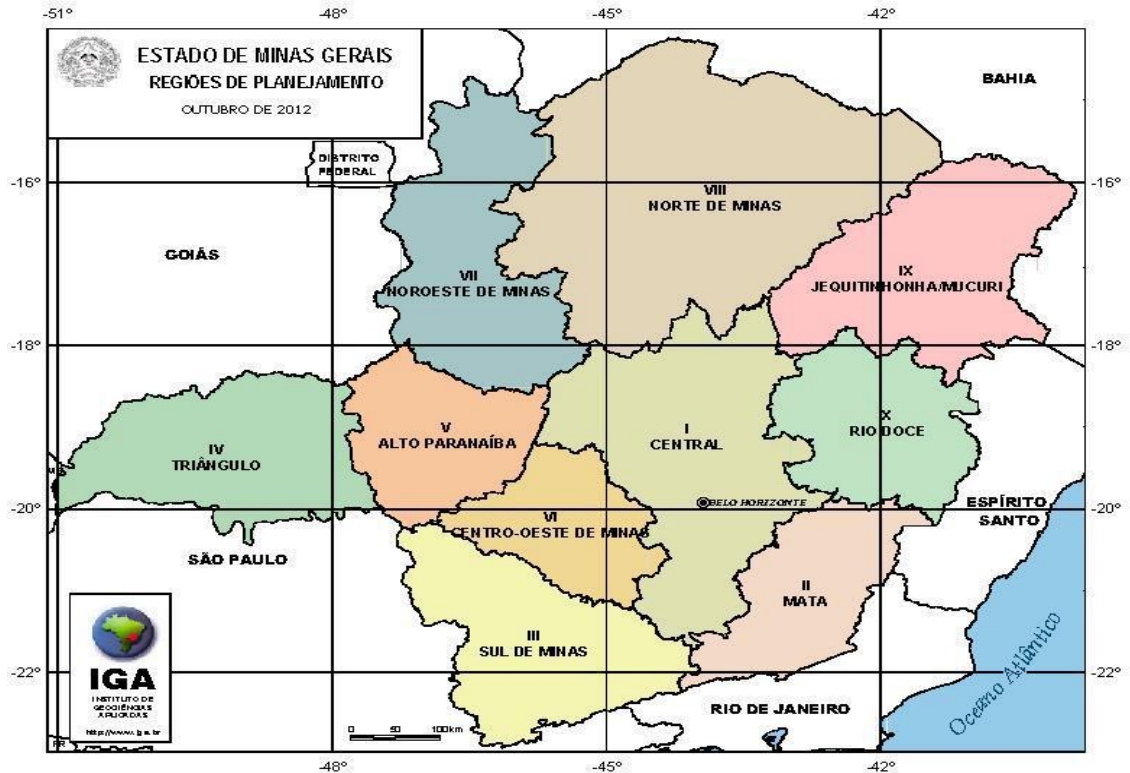 -51°
-48°
-45°
-42°
ESTADO DE MINAS GERAIS
REGIÕES DE PLANEJAMENTO
OUTUBRO DE 2012
BAHIA
DISTRITO
FEDERAL
-16°
-16°
VIII
NORTE DE MINAS
GOIÁS
VII
NOROESTE DE MINAS
IX
JEQUITINHONHA/MUCURI
-18°
-18°
IV
TRIÂNGULO
V
ALTO PARANAÍBA
I
CENTRAL
X
RIO DOCE
BELO HORIZONTE
-20°
-20°
ESPÍRITO
SANTO
VI
CENTRO-OESTE DE MINAS
SÃO PAULO
II
MATA
III
SUL DE MINAS
Oceano Atlântico
IGA
INSTITUTO DE
GEOCIÊNCIAS
APLICADAS
-22°
-22°
RIO DE JANEIRO
0 50 100km
-48°
-45°
-42°